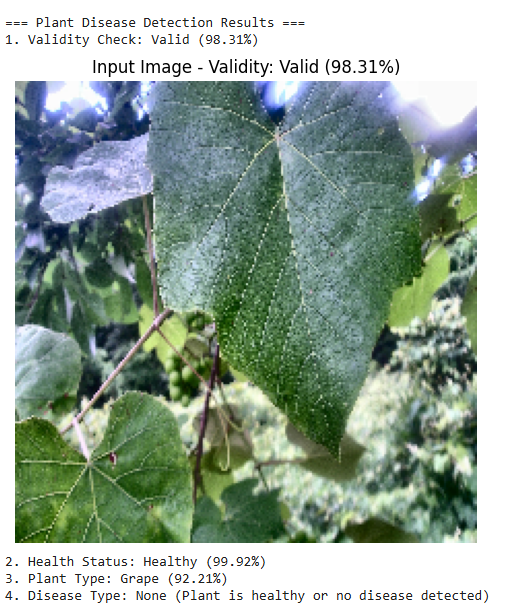 === Plant Disease Detection Results ===
1. Validity Check: Valid (98.31%)
Input Image - Validity: Valid (98.31%)
2. Health Status: Healthy (99.92%)
3. Plant Type: Grape (92.21%)
4. Disease Type: None (Plant is healthy or no disease detected)